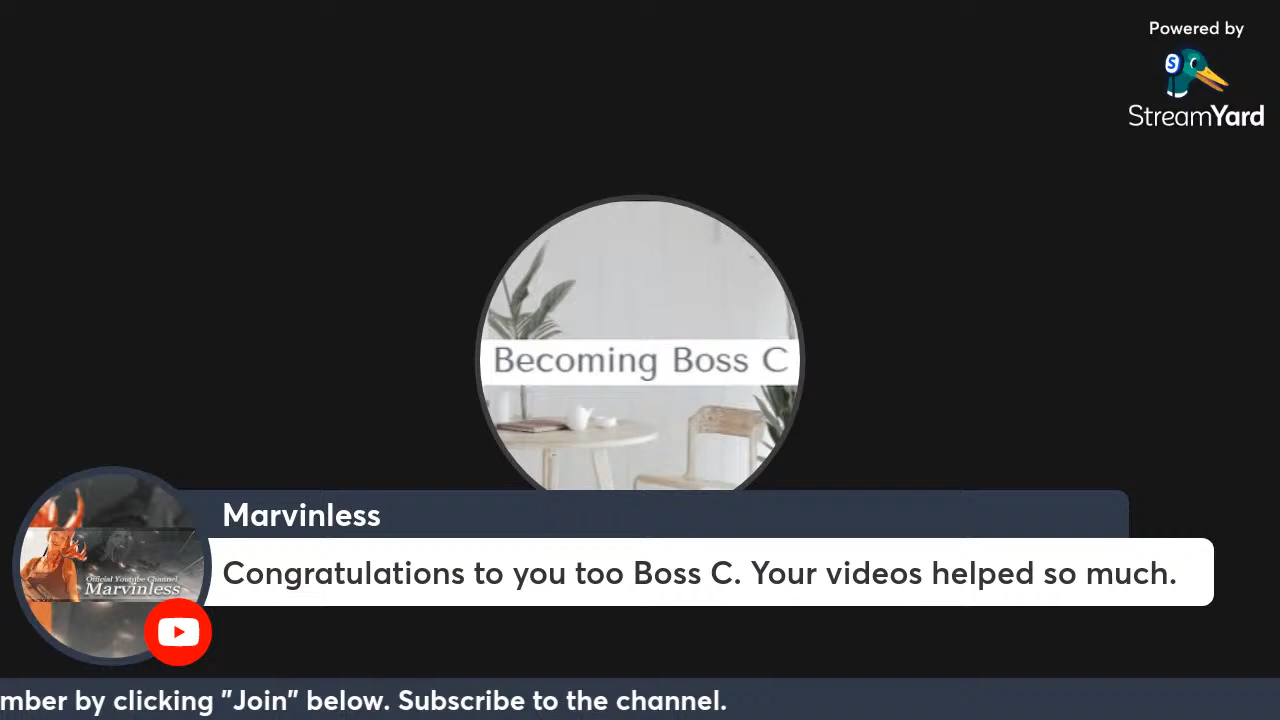 Powered by
S
StreamYard
Becoming Boss C
Marvinless
Official Youtube Channel
Marvinless
Congratulations to you too Boss C. Your videos helped so much.
mber by clicking "Join" below. Subscribe to the channel.